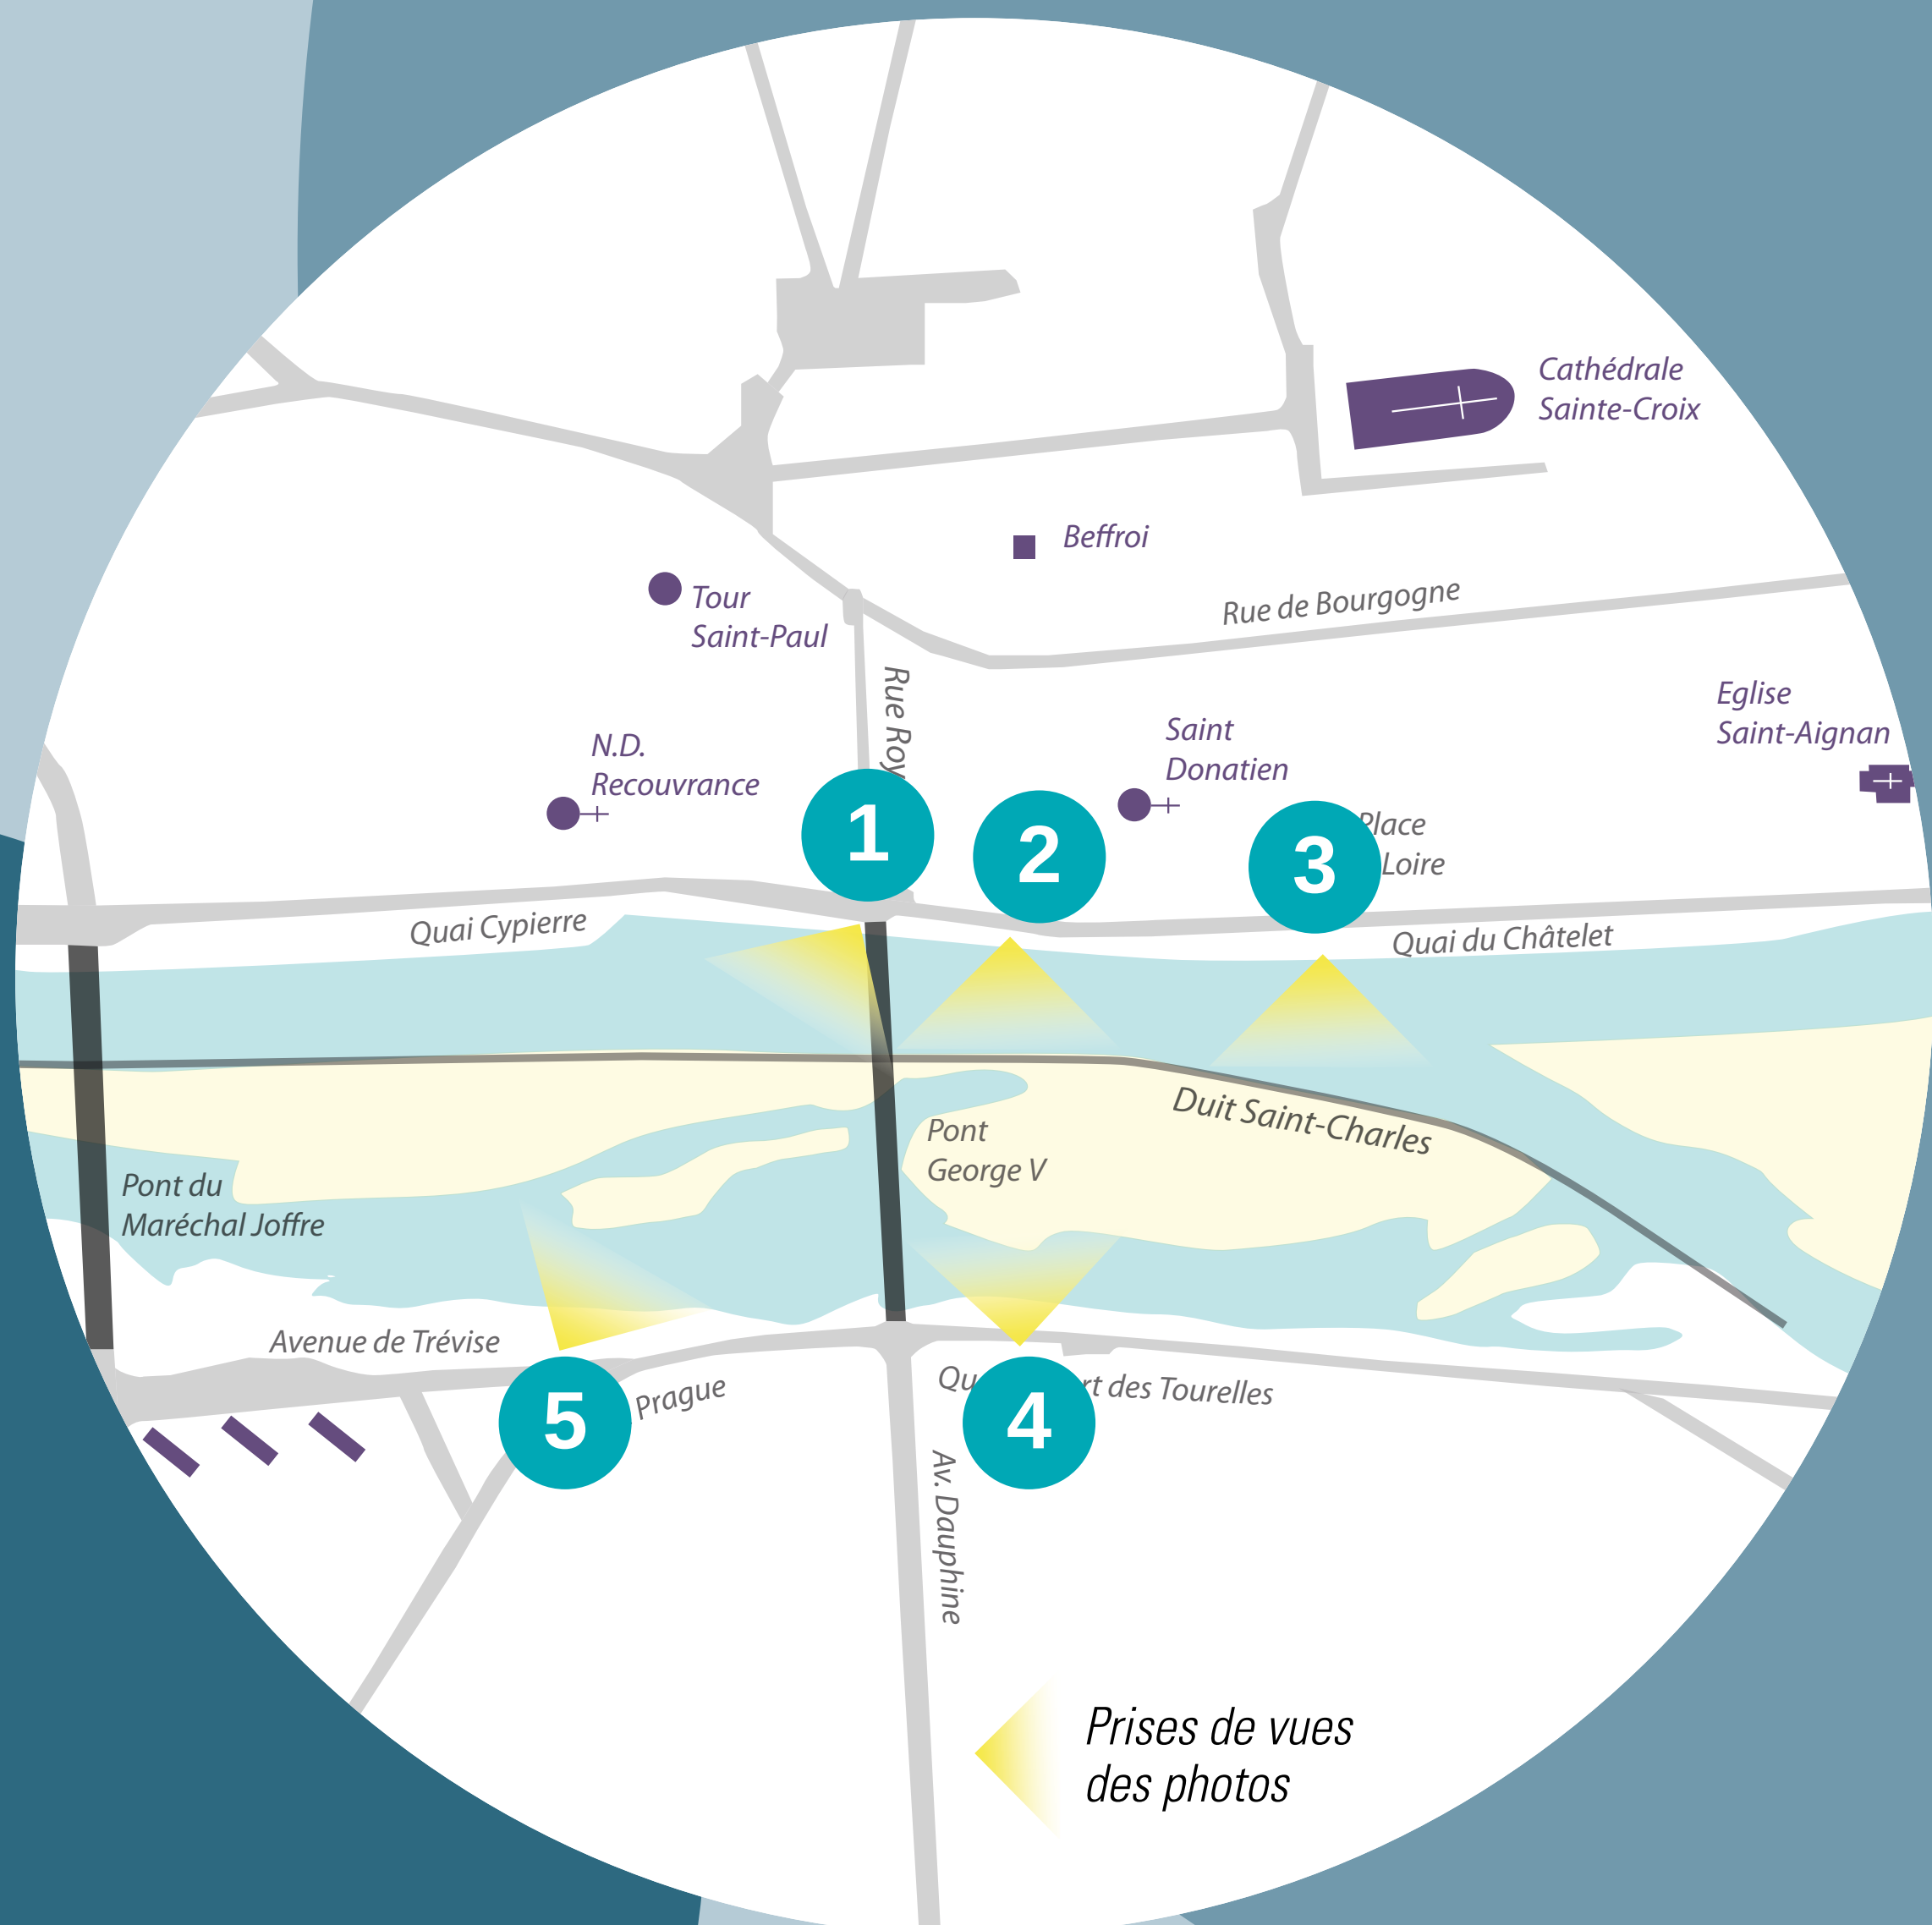 Cathédrale
Sainte-Croix
Beffroi
Tour
Saint-Paul
Rue de Bourgogne
Rue Roy
Eglise
Saint-Aignan
Saint
Donatien
N.D.
Recouvrance
1
2
3
Place
Loire
Quai Cypierre
Quai du Châtelet
Duit Saint-Charles
Pont
George V
Pont du
Maréchal Joffre
Avenue de Trévise
Prague
5
4
des Tourelles
Av. Dauphine
Prises de vues
des photos